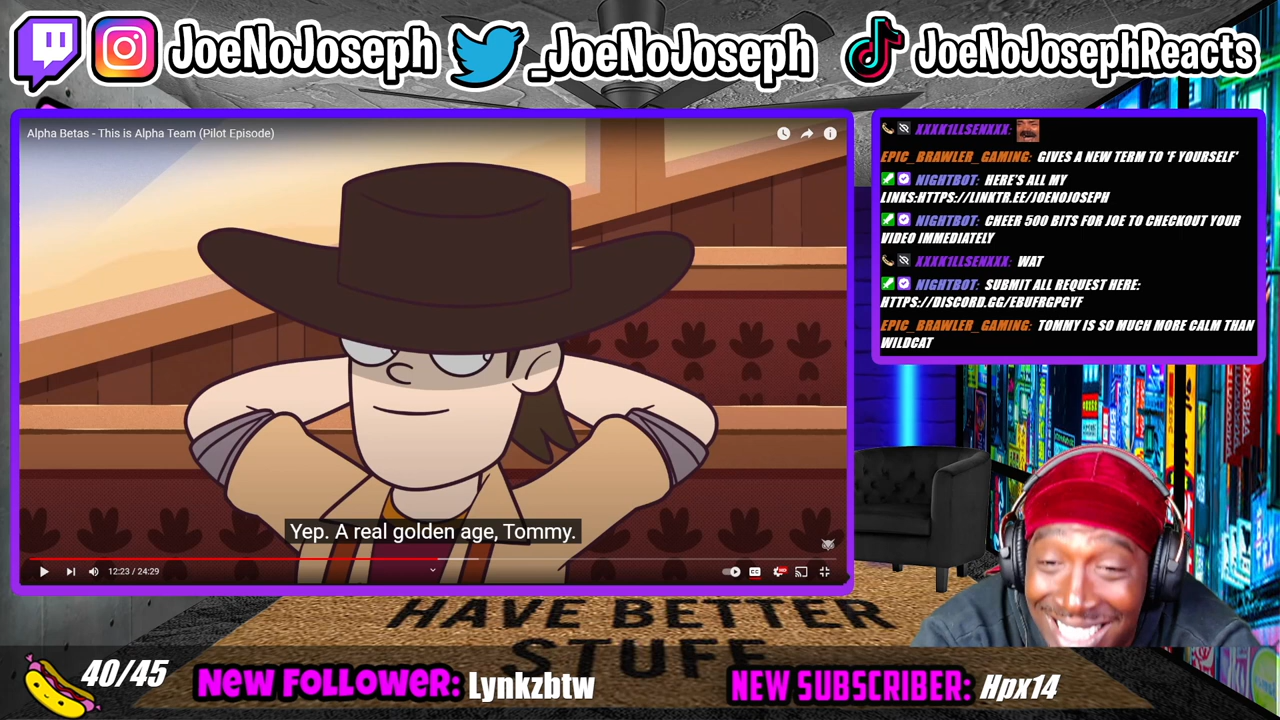 JoeNoJoseph
_JoeNoJoseph
JoeNoJosephReacts
Alpha Betas - This is Alpha Team (Pilot Episode)
Yep. A real golden age, Tommy.
12:23 / 24:29
CC
HD
XXXK1LLSENXXX:
EPIC_BRAWLER_GAMING: GIVES A NEW TERM TO 'F YOURSELF'
NIGHTBOT: HERE'S ALL MY
LINKS:HTTPS://LINKTR.EE/JOENOJOSEPH
NIGHTBOT: CHEER 500 BITS FOR JOE TO CHECKOUT YOUR
VIDEO IMMEDIATELY
XXXK1LLSENXXX: WAT
NIGHTBOT: SUBMIT ALL REQUEST HERE:
HTTPS://DISCORD.GG/EBUFRGPGYF
EPIC_BRAWLER_GAMING: TOMMY IS SO MUCH MORE CALM THAN
WILDCAT
HAVE BETTER
STUFF
40/45
New Follower: Lynkzbtw
NEW SUBSCRIBER: Hpx14